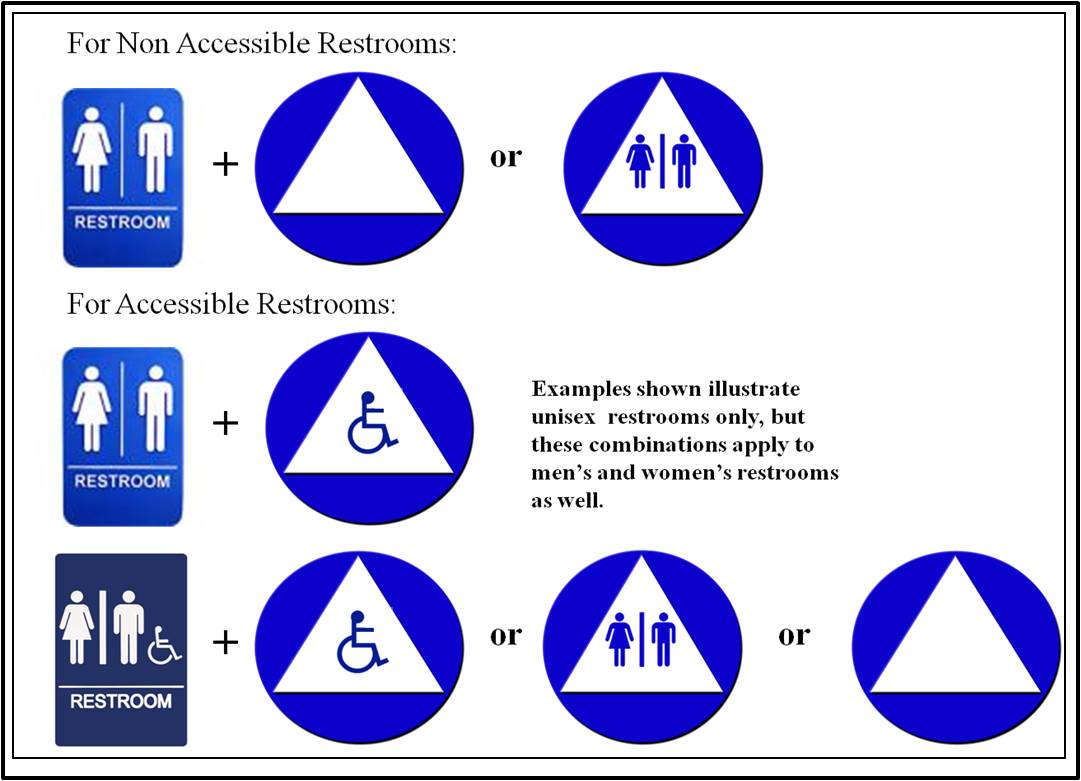 For Non Accessible Restrooms:
RESTROOM
+
or
For Accessible Restrooms:
RESTROOM
+
Examples shown illustrate
unisex restrooms only, but
these combinations apply to
men’s and women’s restrooms
as well.
RESTROOM
+
or
or